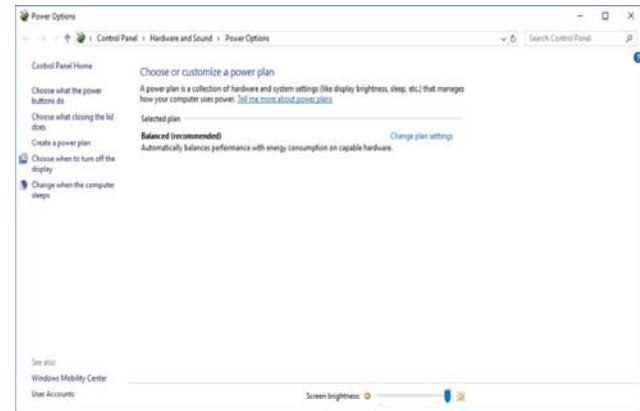 Power Options
Control Panel › Hardware and Sound › Power Options
Search Control Panel
Control Panel Home
Choose what the power
buttons do
Choose what closing the lid
does
Create a power plan
Choose when to turn off the
display
Change when the computer
sleeps
Choose or customize a power plan
A power plan is a collection of hardware and system settings (like display brightness, sleep, etc.) that manages
how your computer uses power. Tell me more about power plans
Selected plan
Balanced (recommended) Change plan settings
Automatically balances performance with energy consumption on capable hardware.
See also
Windows Mobility Center
User Accounts
Screen brightness: